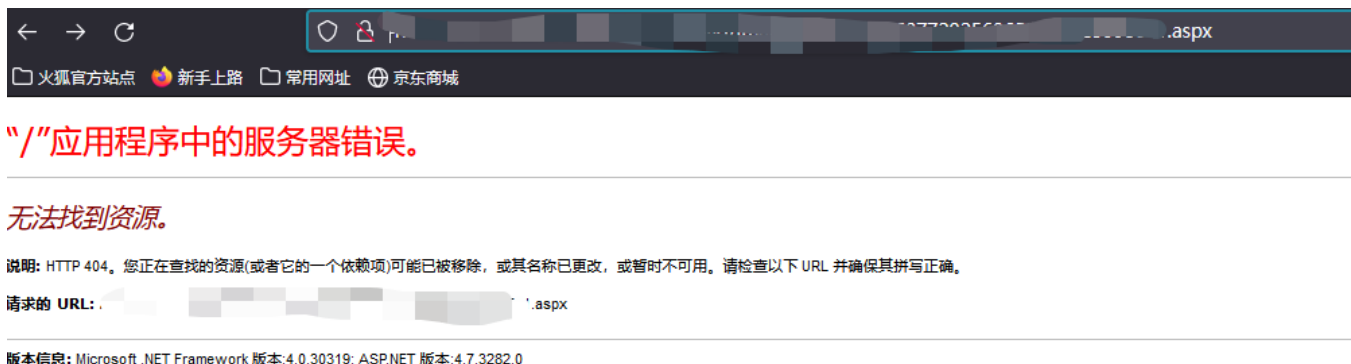 .aspx
火狐官方站点 新手上路 常用网址 京东商城
“/”应用程序中的服务器错误。
无法找到资源。
说明: HTTP 404。您正在查找的资源(或者它的一个依赖项)可能已被移除，或其名称已更改，或暂时不可用。请检查以下 URL 并确保其拼写正确。
请求的 URL: .aspx
版本信息: Microsoft .NET Framework 版本:4.0.30319; ASP.NET 版本:4.7.3282.0